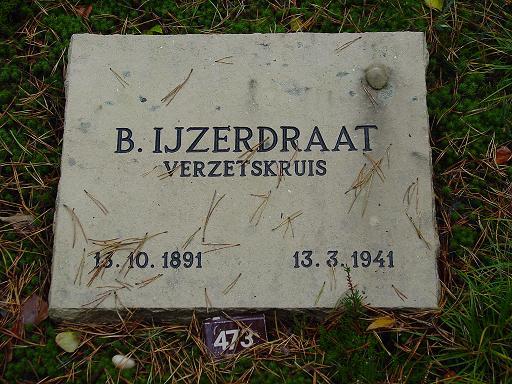 B. IJZERDRAAT
VERZETSKRUIS
13. 10. 1891 13. 3. 1941
473